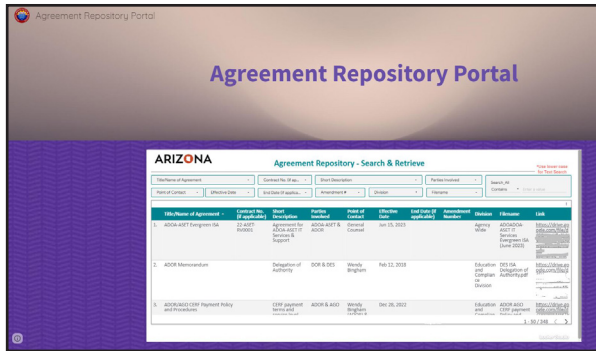 Agreement Repository Portal
Agreement Repository Portal
ARIZONA
Agreement Repository - Search & Retrieve
Title/Name of Agreement
Contract No. (if ap...
Short Description
Parties Involved
Search_All
Point of Contact
Effective Date
End Date (if applica...
Amendment #
Division
Filename
Contains
Title/Name of Agreement
Contract No. (if applicable)
Short Description
Parties Involved
Point of Contact
Effective Date
End Date (if applicable)
Amendment Number
Division
Filename
Link
1. ADOA-ASET Evergreen ISA
22-ASET-
Agreement for ADOA-ASET IT Services & Support
ADOA-ASET & ADOR
General Counsel
Jun 15, 2023
Agency Wide
ADOAADOR-ASET IT Services Evergreen ISA (June 2023)
2. ADOR Memorandum
Delegation of Authority
DOR & DES
Wendy Bingham
Feb 12, 2018
Education and Complian ce Division
DES ISA Delegation of Authority.pdf
3. ADOR/AGO CERF Payment Policy and Procedures
CERF payment
ADOR & AGO
Wendy Bingham
Dec 28, 2022
Education and
ADOR AGO CERF payment
1 - 50 / 248